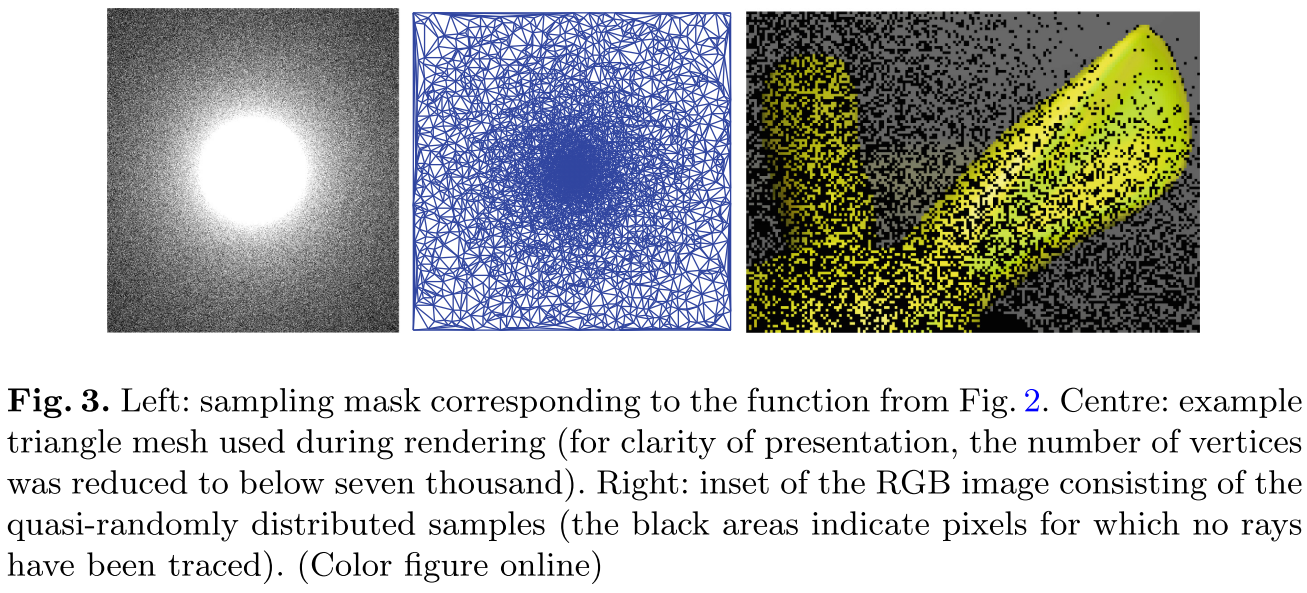 Fig. 3. Left: sampling mask corresponding to the function from Fig. 2. Centre: example
triangle mesh used during rendering (for clarity of presentation, the number of vertices
was reduced to below seven thousand). Right: inset of the RGB image consisting of the
quasi-randomly distributed samples (the black areas indicate pixels for which no rays
have been traced). (Color figure online)